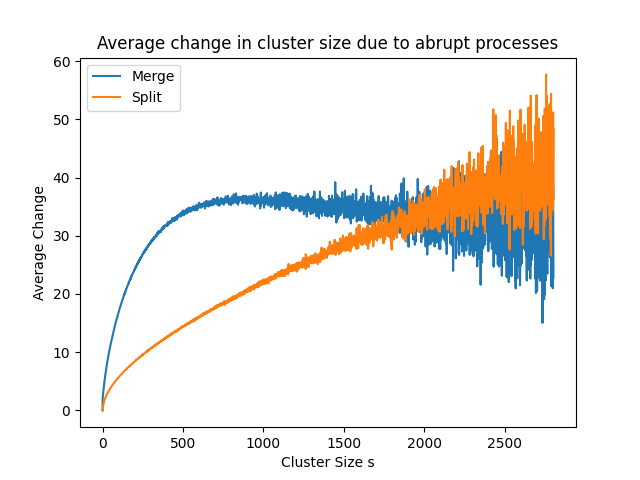 Average change in cluster size due to abrupt processes
Merge
Split
Average Change
60
50
40
30
20
10
0
0 500 1000 1500 2000 2500
Cluster Size s